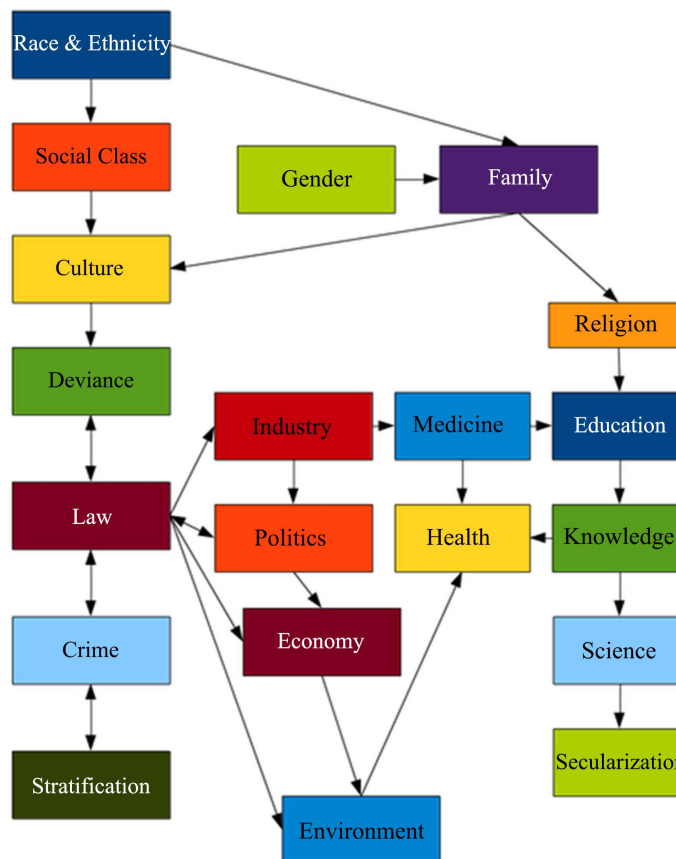 Race & Ethnicity
Social Class
Gender
Family
Culture
Religion
Deviance
Industry
Medicine
Education
Law
Politics
Health
Knowledge
Economy
Crime
Science
Stratification
Secularization
Environment